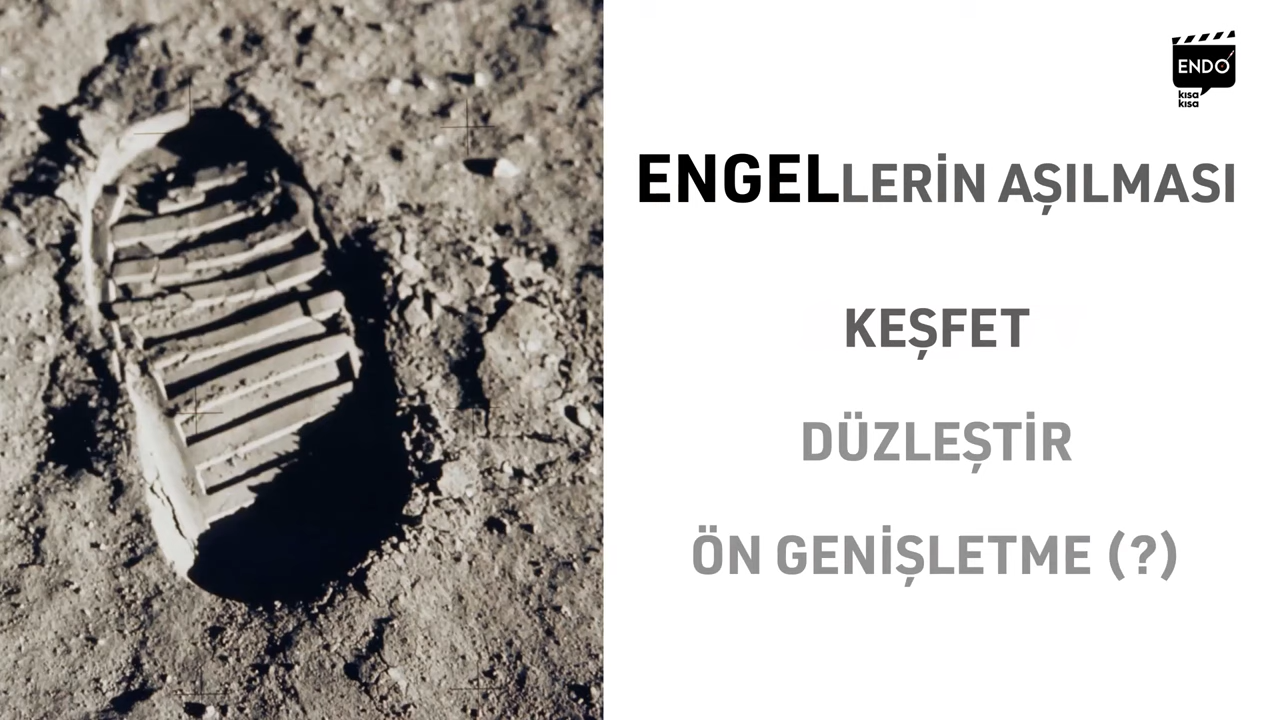 ENDO
kısa
kısa
ENGELLERİN AŞILMASI
KEŞFET
DÜZLEŞTİR
ÖN GENİŞLETME (?)